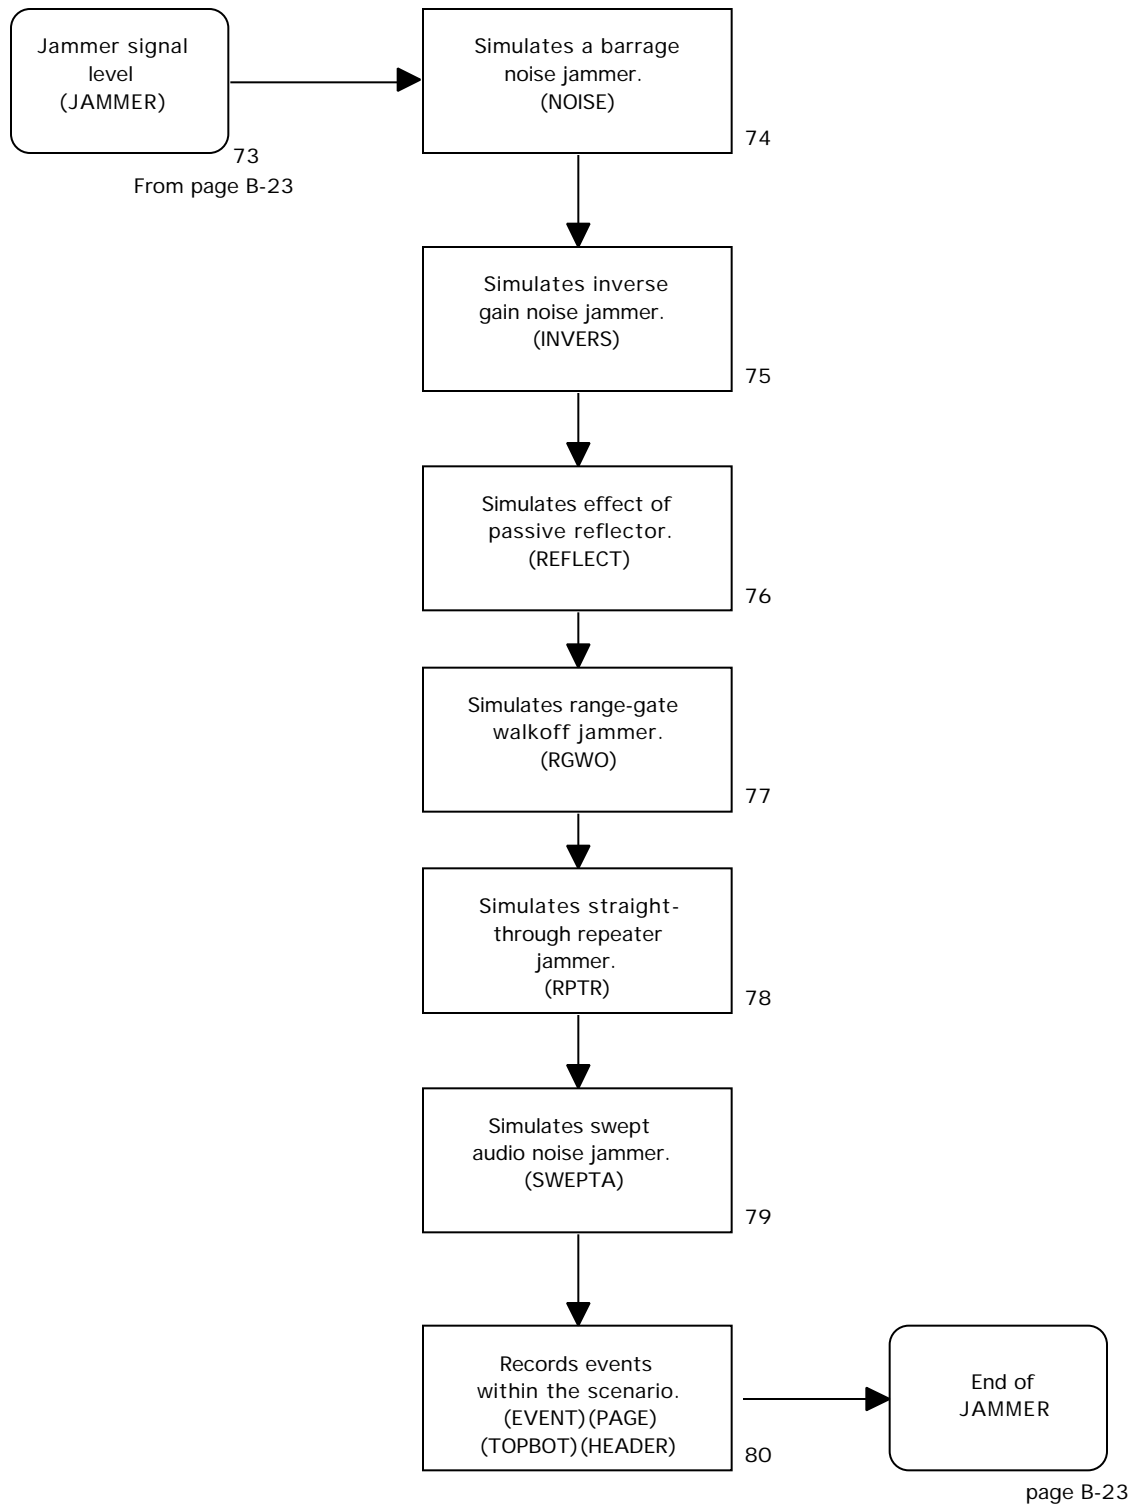 Jammer signal
level
(JAMMER)
73
From page B-23
Simulates a barrage
noise jammer.
(NOISE)
74
Simulates inverse
gain noise jammer.
(INVERS)
75
Simulates effect of
passive reflector.
(REFLECT)
76
Simulates range-gate
walkoff jammer.
(RGWO)
77
Simulates straight-
through repeater
jammer.
(RPTR)
78
Simulates swept
audio noise jammer.
(SWEPTA)
79
Records events
within the scenario.
(EVENT)(PAGE)
(TOPBOT)(HEADER)
80
End of
JAMMER
page B-23